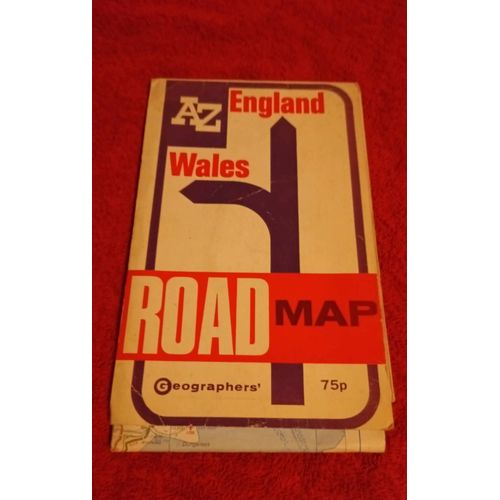 AZ
England
Wales
ROAD MAP
Geographers' 75p